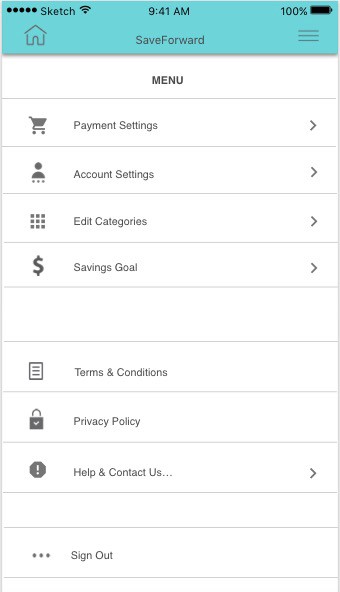 Sketch 9:41 AM 100%
SaveForward
MENU
Payment Settings
Account Settings
Edit Categories
Savings Goal
Terms & Conditions
Privacy Policy
Help & Contact Us...
Sign Out